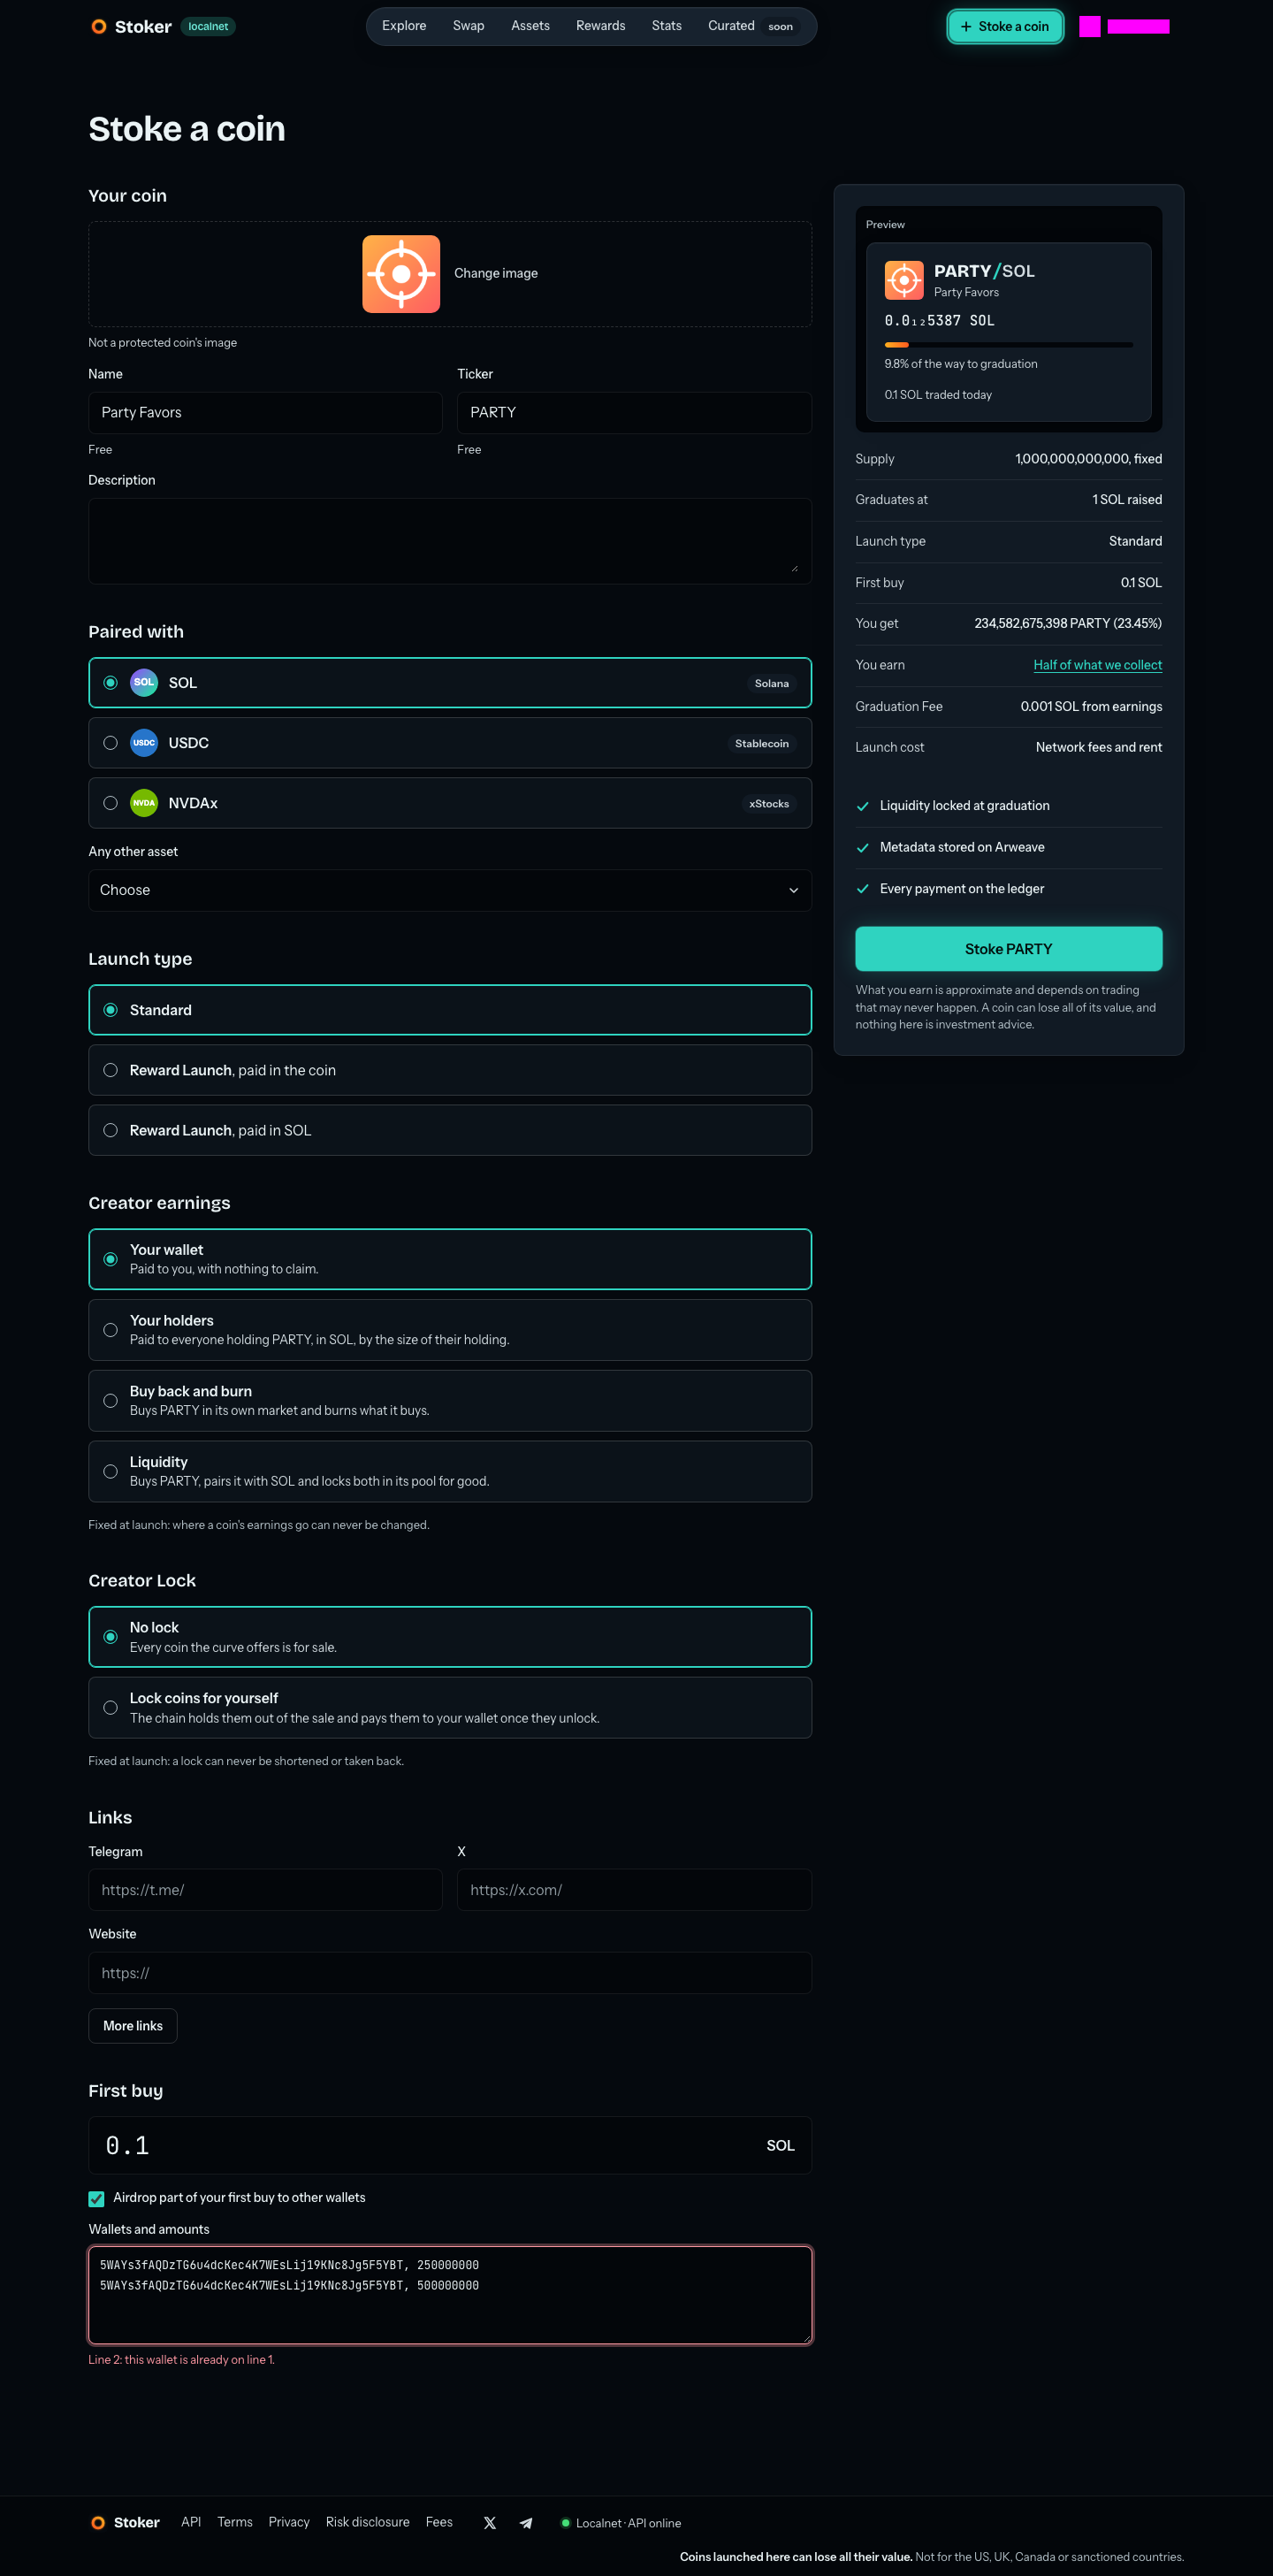 Stoker localnet
Explore Swap Assets Rewards Stats Curated soon
+ Stoke a coin
Stoke a coin
Your coin
Change image
Not a protected coin's image
Name Ticker
Party Favors PARTY
Free Free
Description
Paired with
SOL SOL Solana
USDC USDC Stablecoin
NVDA NVDAx xStocks
Any other asset
Choose
Launch type
Standard
Reward Launch, paid in the coin
Reward Launch, paid in SOL
Creator earnings
Your wallet
Paid to you, with nothing to claim.
Your holders
Paid to everyone holding PARTY, in SOL, by the size of their holding.
Buy back and burn
Buys PARTY in its own market and burns what it buys.
Liquidity
Buys PARTY, pairs it with SOL and locks both in its pool for good.
Fixed at launch: where a coin's earnings go can never be changed.
Creator Lock
No lock
Every coin the curve offers is for sale.
Lock coins for yourself
The chain holds them out of the sale and pays them to your wallet once they unlock.
Fixed at launch: a lock can never be shortened or taken back.
Links
Telegram X
https://t.me/ https://x.com/
Website
https://
More links
First buy
0.1 SOL
Airdrop part of your first buy to other wallets
Wallets and amounts
5WAYs3fAQDzTG6u4dcKec4K7WEsLij19KNc8Jg5F5YBT, 250000000
5WAYs3fAQDzTG6u4dcKec4K7WEsLij19KNc8Jg5F5YBT, 500000000
Line 2: this wallet is already on line 1.
Preview
PARTY/SOL
Party Favors
0.0₁₂5387 SOL
9.8% of the way to graduation
0.1 SOL traded today
Supply 1,000,000,000,000, fixed
Graduates at 1 SOL raised
Launch type Standard
First buy 0.1 SOL
You get 234,582,675,398 PARTY (23.45%)
You earn Half of what we collect
Graduation Fee 0.001 SOL from earnings
Launch cost Network fees and rent
Liquidity locked at graduation
Metadata stored on Arweave
Every payment on the ledger
Stoke PARTY
What you earn is approximate and depends on trading
that may never happen. A coin can lose all of its value, and
nothing here is investment advice.
Stoker API Terms Privacy Risk disclosure Fees Localnet · API online
Coins launched here can lose all their value. Not for the US, UK, Canada or sanctioned countries.